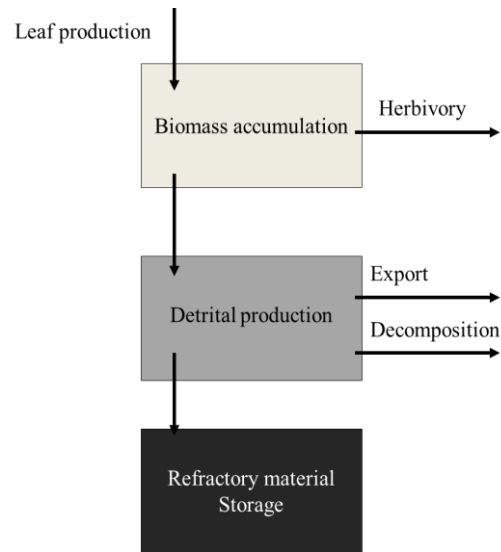 Leaf production
Biomass accumulation
Herbivory
Export
Detrital production
Decomposition
Refractory material
Storage